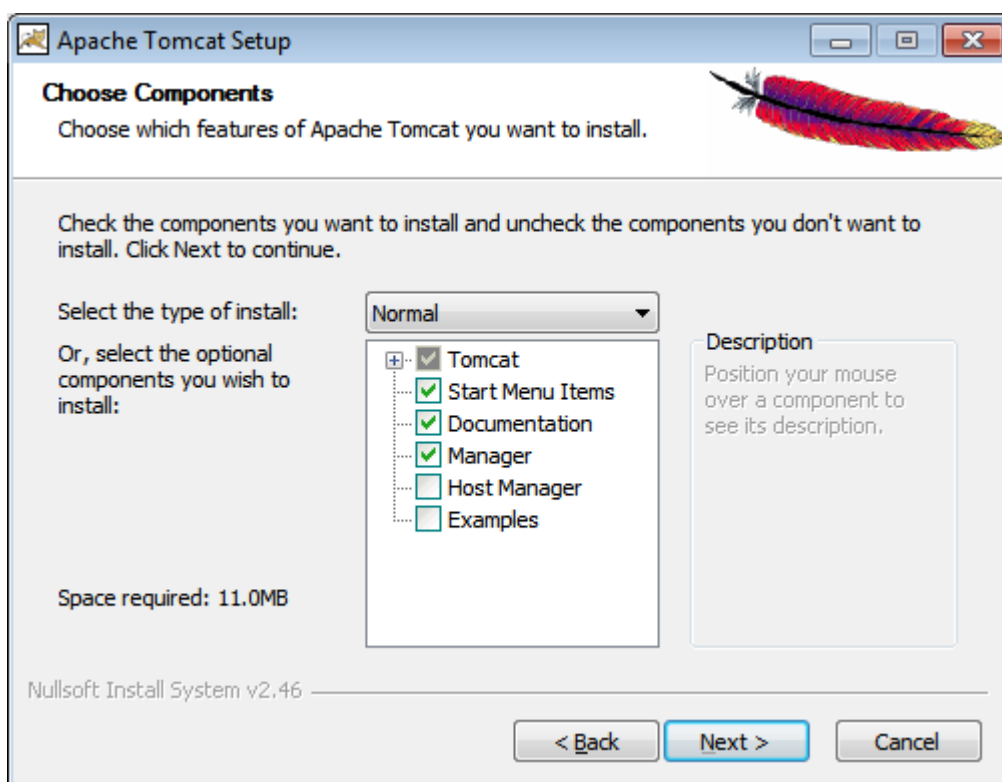 Apache Tomcat Setup
Choose Components
Choose which features of Apache Tomcat you want to install.
Check the components you want to install and uncheck the components you don't want to
install. Click Next to continue.
Select the type of install:
Normal
Or, select the optional
components you wish to
install:
Tomcat
Start Menu Items
Documentation
Manager
Host Manager
Examples
Description
Position your mouse
over a component to
see its description.
Space required: 11.0MB
Nullsoft Install System v2.46
< Back
Next >
Cancel